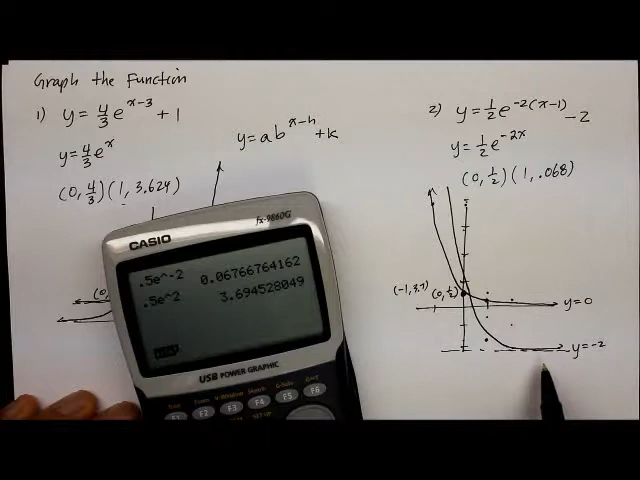 Graph the Function
1) y = 4/3 e^(x-3) + 1
y = 4/3 e^x
(0, 4/3) (1, 3.624)
y = ab^(x-h) + k
2) y = 1/2 e^(-2(x-1)) - 2
y = 1/2 e^(-2x)
(0, 1/2) (1, .068)
(-1, 3.7) (0, 1/2)
y = 0
y = -2
(0,
CASIO
fx-9860G
.5e^-2
0.06766764162
.5e^2
3.694528049
USB POWER GRAPHIC
F1 F2 F3 F4 F5 F6